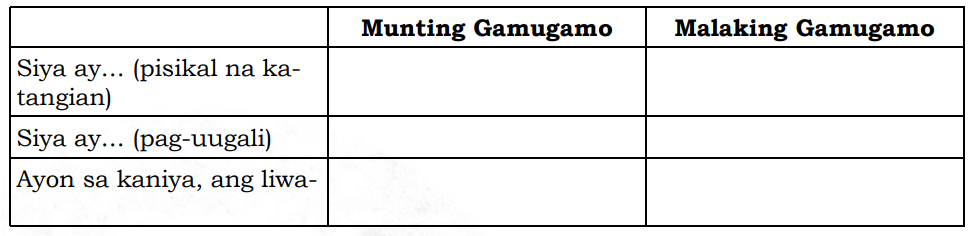 Munting Gamugamo Malaking Gamugamo
Siya ay... (pisikal na ka-
tangian)
Siya ay... (pag-uugali)
Ayon sa kaniya, ang liwa-